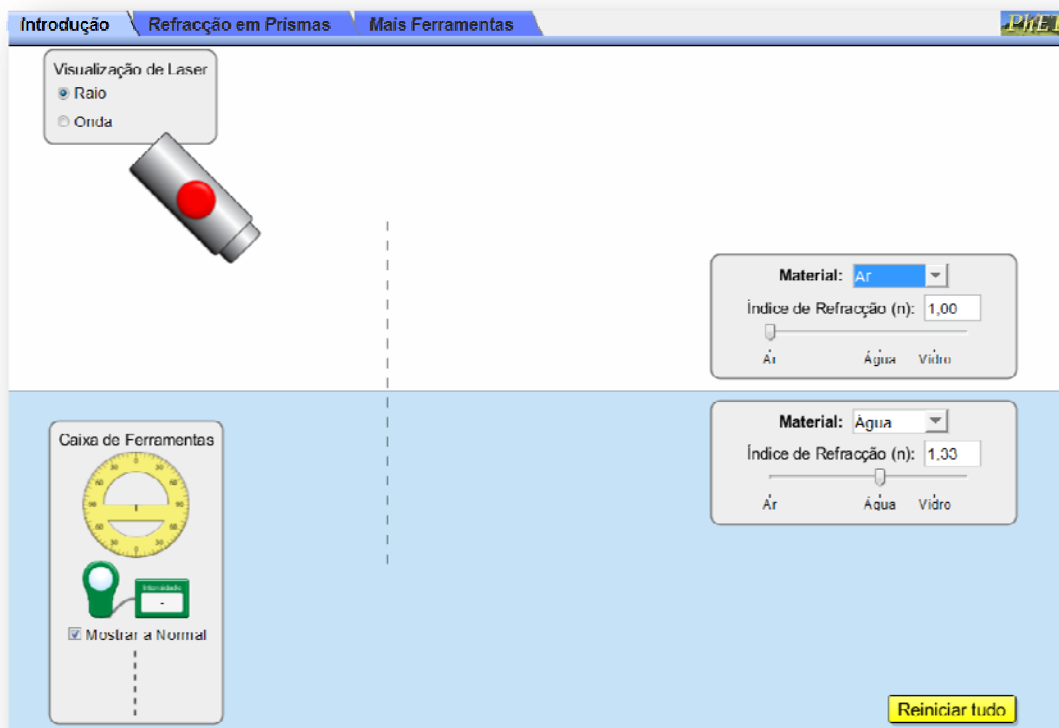 Introdução
Refracção em Prismas
Mais Ferramentas
PhET
Visualização de Laser
Raio
Onda
Material: Ar
Índice de Refracção (n): 1,00
Ar Água Vidro
Material: Água
Índice de Refracção (n): 1,33
Ar Água Vidro
Caixa de Ferramentas
Intensidade
-
Mostrar a Normal
Reiniciar tudo